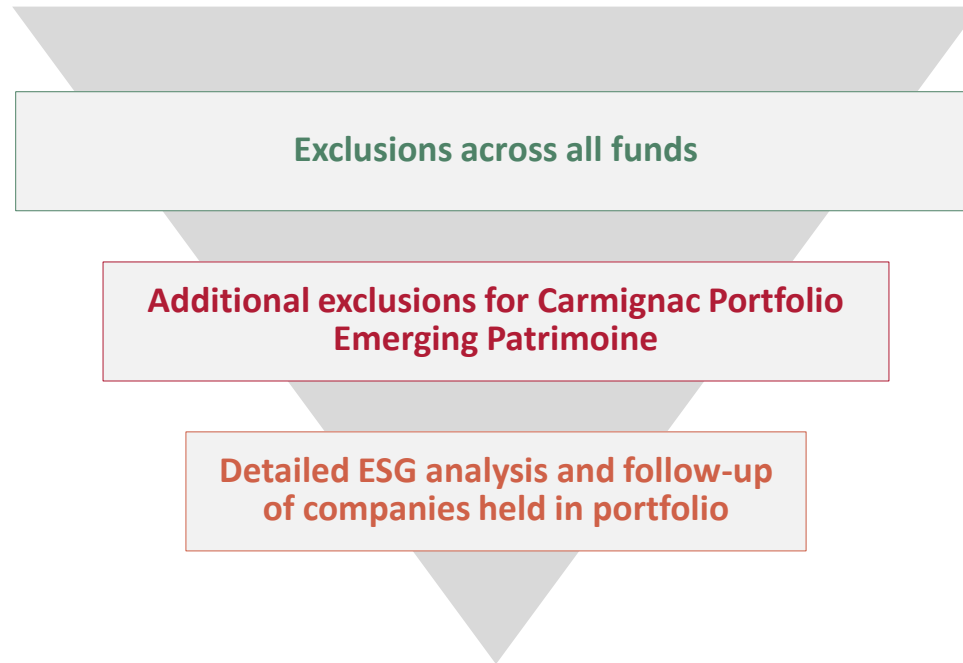 Exclusions across all funds
Additional exclusions for Carmignac Portfolio
Emerging Patrimoine
Detailed ESG analysis and follow-up
of companies held in portfolio